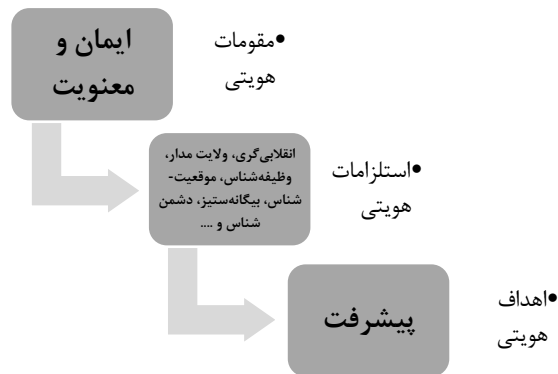 ایمان و
معنویت
•مقومات
هویتی
انقلابی‌گری، ولایت مدار،
وظیفه‌شناس، موقعیت-
شناس، بیگانه‌ستیز، دشمن
شناس و ....
•استلزامات
هویتی
پیشرفت
•اهداف
هویتی